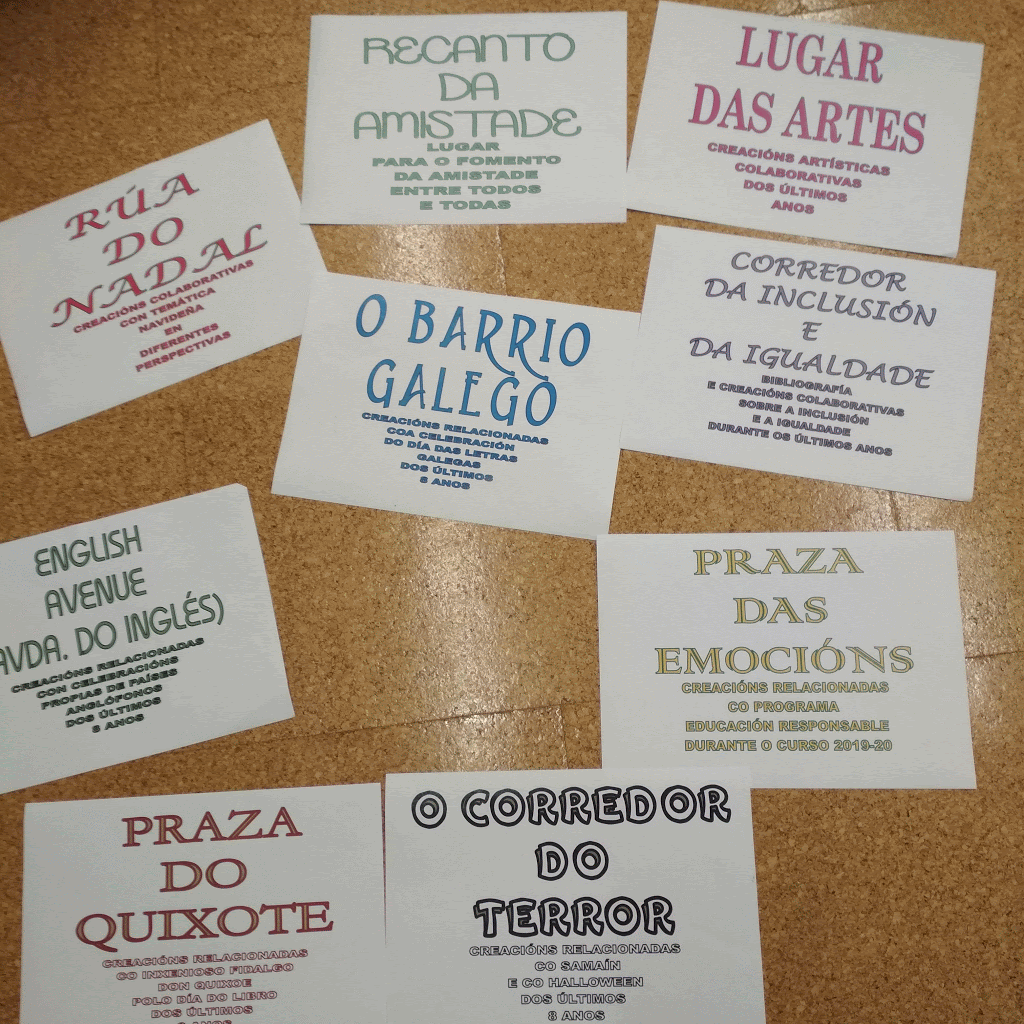 RECANTO
DA
AMISTADE
LUGAR
PARA O FOMENTO
DA AMISTADE
ENTRE TODOS
E TODAS
LUGAR
DAS ARTES
CREACIÓNS ARTÍSTICAS
COLABORATIVAS
DOS ÚLTIMOS
ANOS
RÚA
DO
NADAL
CREACIÓNS COLABORATIVAS
CON TEMÁTICA
NAVIDEÑA
EN
DIFERENTES
PERSPECTIVAS
O BARRIO
GALEGO
CREACIÓNS RELACIONADAS
COA CELEBRACIÓN
DO DÍA DAS LETRAS
GALEGAS
DOS ÚLTIMOS
8 ANOS
CORREDOR
DA INCLUSIÓN
E
DA IGUALDADE
BIBLIOGRAFÍA
E CREACIÓNS COLABORATIVAS
SOBRE A INCLUSIÓN
E A IGUALDADE
DURANTE OS ÚLTIMOS ANOS
ENGLISH
AVENUE
AVDA. DO INGLÉS)
CREACIÓNS RELACIONADAS
CON CELEBRACIÓNS
PROPIAS DE PAÍSES
ANGLÓFONOS
DOS ÚLTIMOS
8 ANOS
PRAZA
DAS
EMOCIÓNS
CREACIÓNS RELACIONADAS
CO PROGRAMA
EDUCACIÓN RESPONSABLE
DURANTE O CURSO 2019-20
PRAZA
DO
QUIXOTE
CREACIÓNS RELACIONADAS
CO INXENIOSO FIDALGO
DON QUIXOE
POLO DÍA DO LIBRO
DOS ÚLTIMOS
ANOS
O CORREDOR
DO
TERROR
CREACIÓNS RELACIONADAS
CO SAMAÍN
E CO HALLOWEEN
DOS ÚLTIMOS
8 ANOS